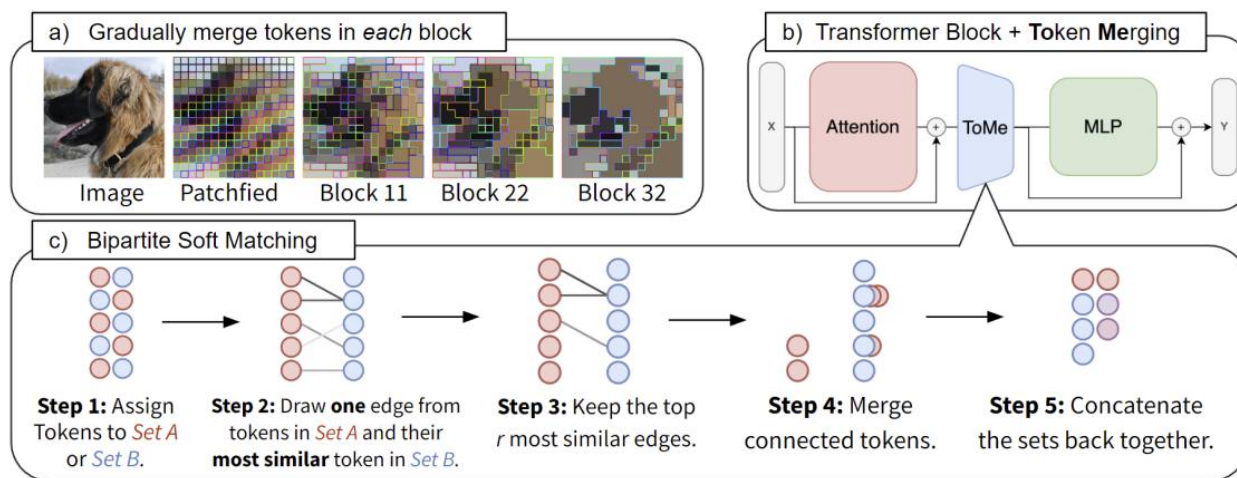 a) Gradually merge tokens in each block
Image
Patchfied
Block 11
Block 22
Block 32
b) Transformer Block + Token Merging
X
Attention
+
ToMe
MLP
+
Y
c) Bipartite Soft Matching
Step 1: Assign
Tokens to Set A
or Set B.
Step 2: Draw one edge from
tokens in Set A and their
most similar token in Set B.
Step 3: Keep the top
r most similar edges.
Step 4: Merge
connected tokens.
Step 5: Concatenate
the sets back together.